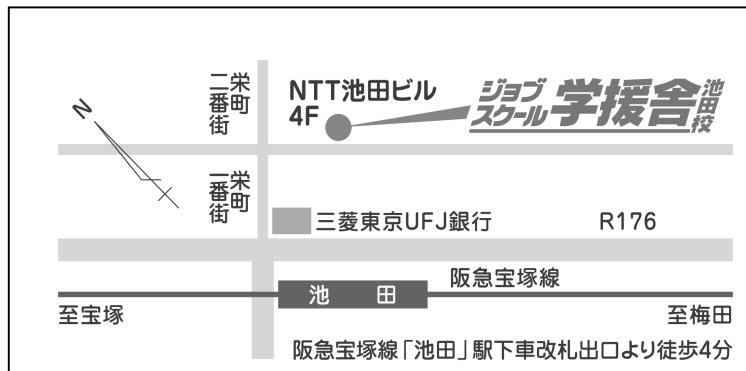 N
栄町
二番街
NTT池田ビル
4F
ジョブ
スクール
学援舎
池田校
栄町
一番街
三菱東京UFJ銀行
R176
池田
阪急宝塚線
至宝塚
至梅田
阪急宝塚線「池田」駅下車改札出口より徒歩4分